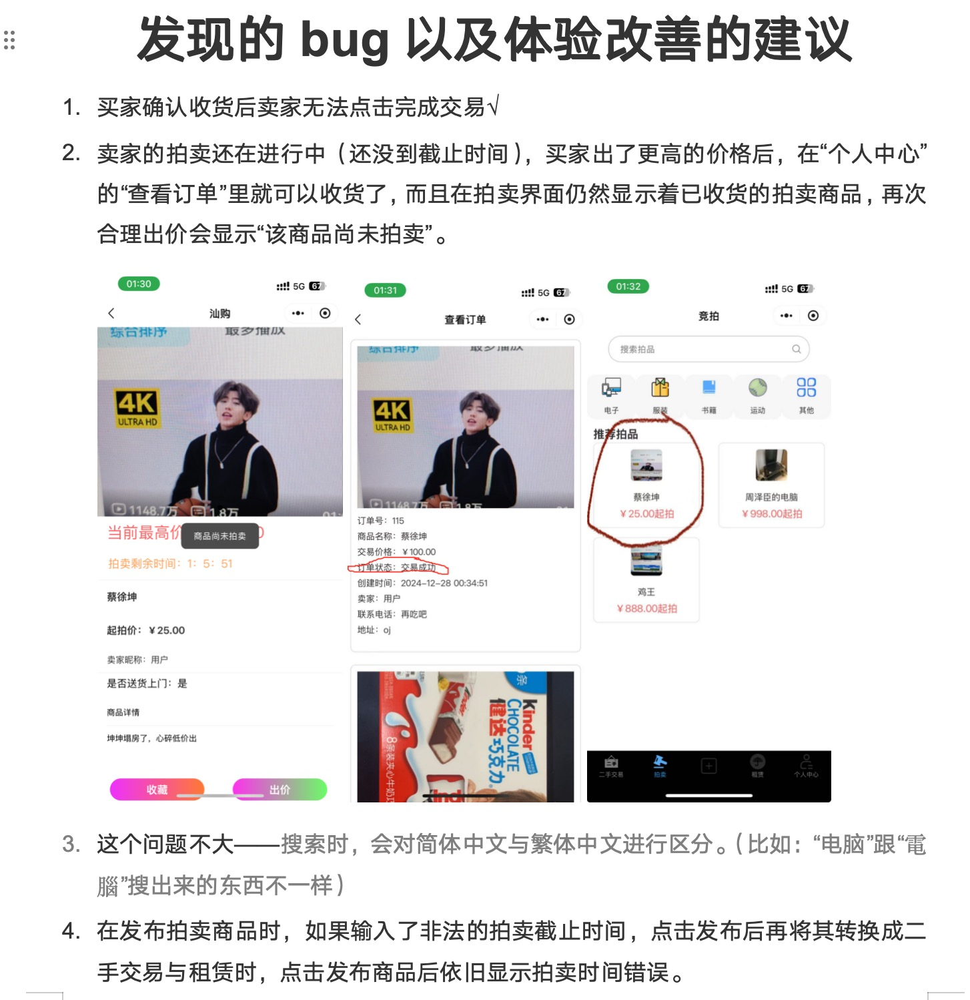 发现的 bug 以及体验改善的建议
1. 买家确认收货后卖家无法点击完成交易√
2. 卖家的拍卖还在进行中（还没到截止时间），买家出了更高的价格后，在“个人中心”
的“查看订单”里就可以收货了，而且在拍卖界面仍然显示着已收货的拍卖商品，再次
合理出价会显示“该商品尚未拍卖”。
01:30
5G 67
汕购
综合排序
最多播放
4K
ULTRA HD
1148.7万
1.8万
01:
当前最高价
商品尚未拍卖
0
拍卖剩余时间：1：5：51
蔡徐坤
起拍价：￥25.00
卖家昵称：用户
是否送货上门：是
商品详情
坤坤塌房了，心碎低价出
收藏
出价
01:31
5G 67
查看订单
综合排序
最多播放
4K
ULTRA HD
1148.7万
1.8万
订单号：115
商品名称：蔡徐坤
交易价格：￥100.00
订单状态：交易成功
创建时间：2024-12-28 00:34:51
卖家：用户
联系电话：再吃吧
地址：oj
条
Kinder
CHOCOLATE
健达巧克力
8条装夹心牛奶巧
01:32
5G 67
竞拍
搜索拍品
电子
服装
书籍
运动
其他
推荐拍品
蔡徐坤
￥25.00起拍
周泽臣的电脑
￥998.00起拍
鸡王
￥888.00起拍
二手交易
拍卖
租赁
个人中心
3. 这个问题不大——搜索时，会对简体中文与繁体中文进行区分。（比如：“电脑”跟“電
腦”搜出来的东西不一样）
4. 在发布拍卖商品时，如果输入了非法的拍卖截止时间，点击发布后再将其转换成二
手交易与租赁时，点击发布商品后依旧显示拍卖时间错误。